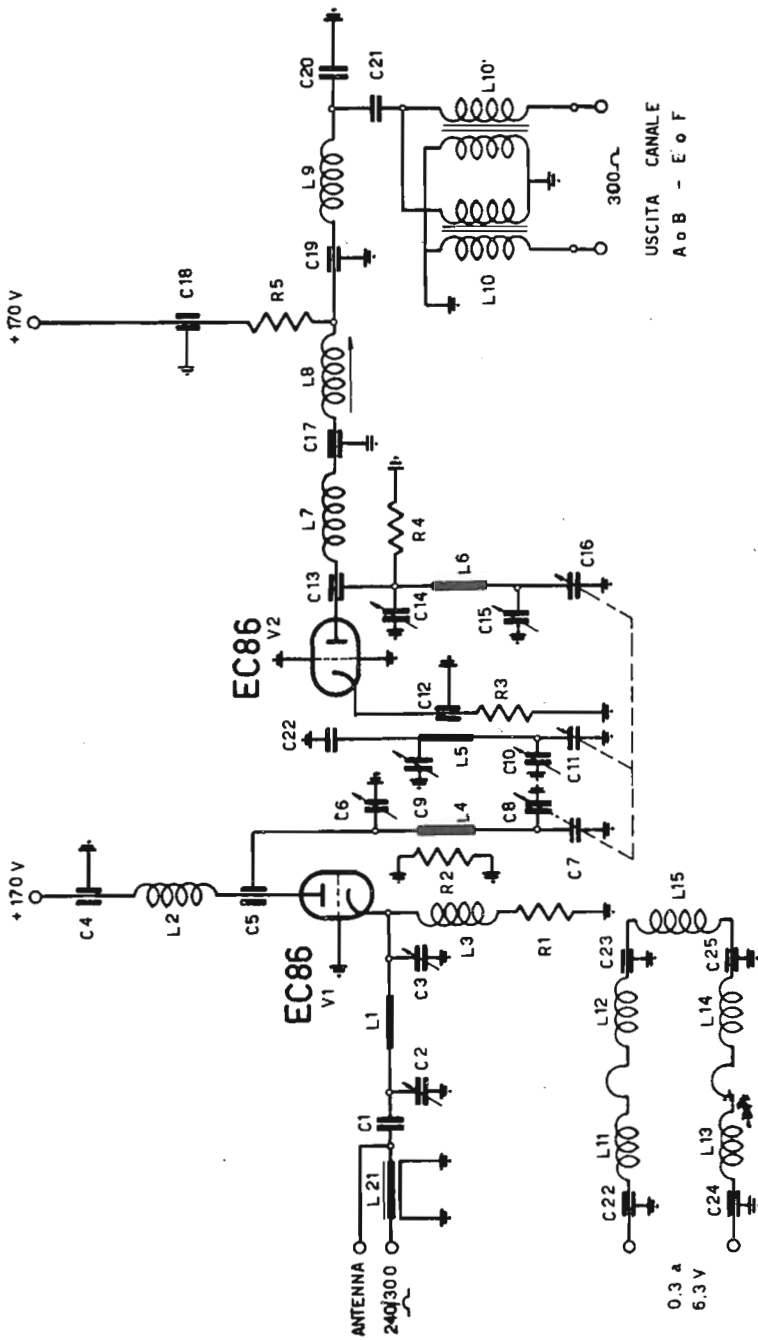 +170 V
+170 V
C4
L2
C5
EC86
V1
C6
C22
C9
L4
L5
C8
C10
C7
C11
R2
L3
R1
C3
L1
C2
C1
L21
ANTENNA
240/300
EC86
V2
C12
R3
C13
C14
R4
L6
C15
C16
L7
C17
L8
R5
C18
C19
L9
C20
C21
L10
L10'
300
USCITA CANALE
A o B - E o F
C22
L11
L12
C23
L15
C24
L13
L14
C25
0.3 a
6.3 V